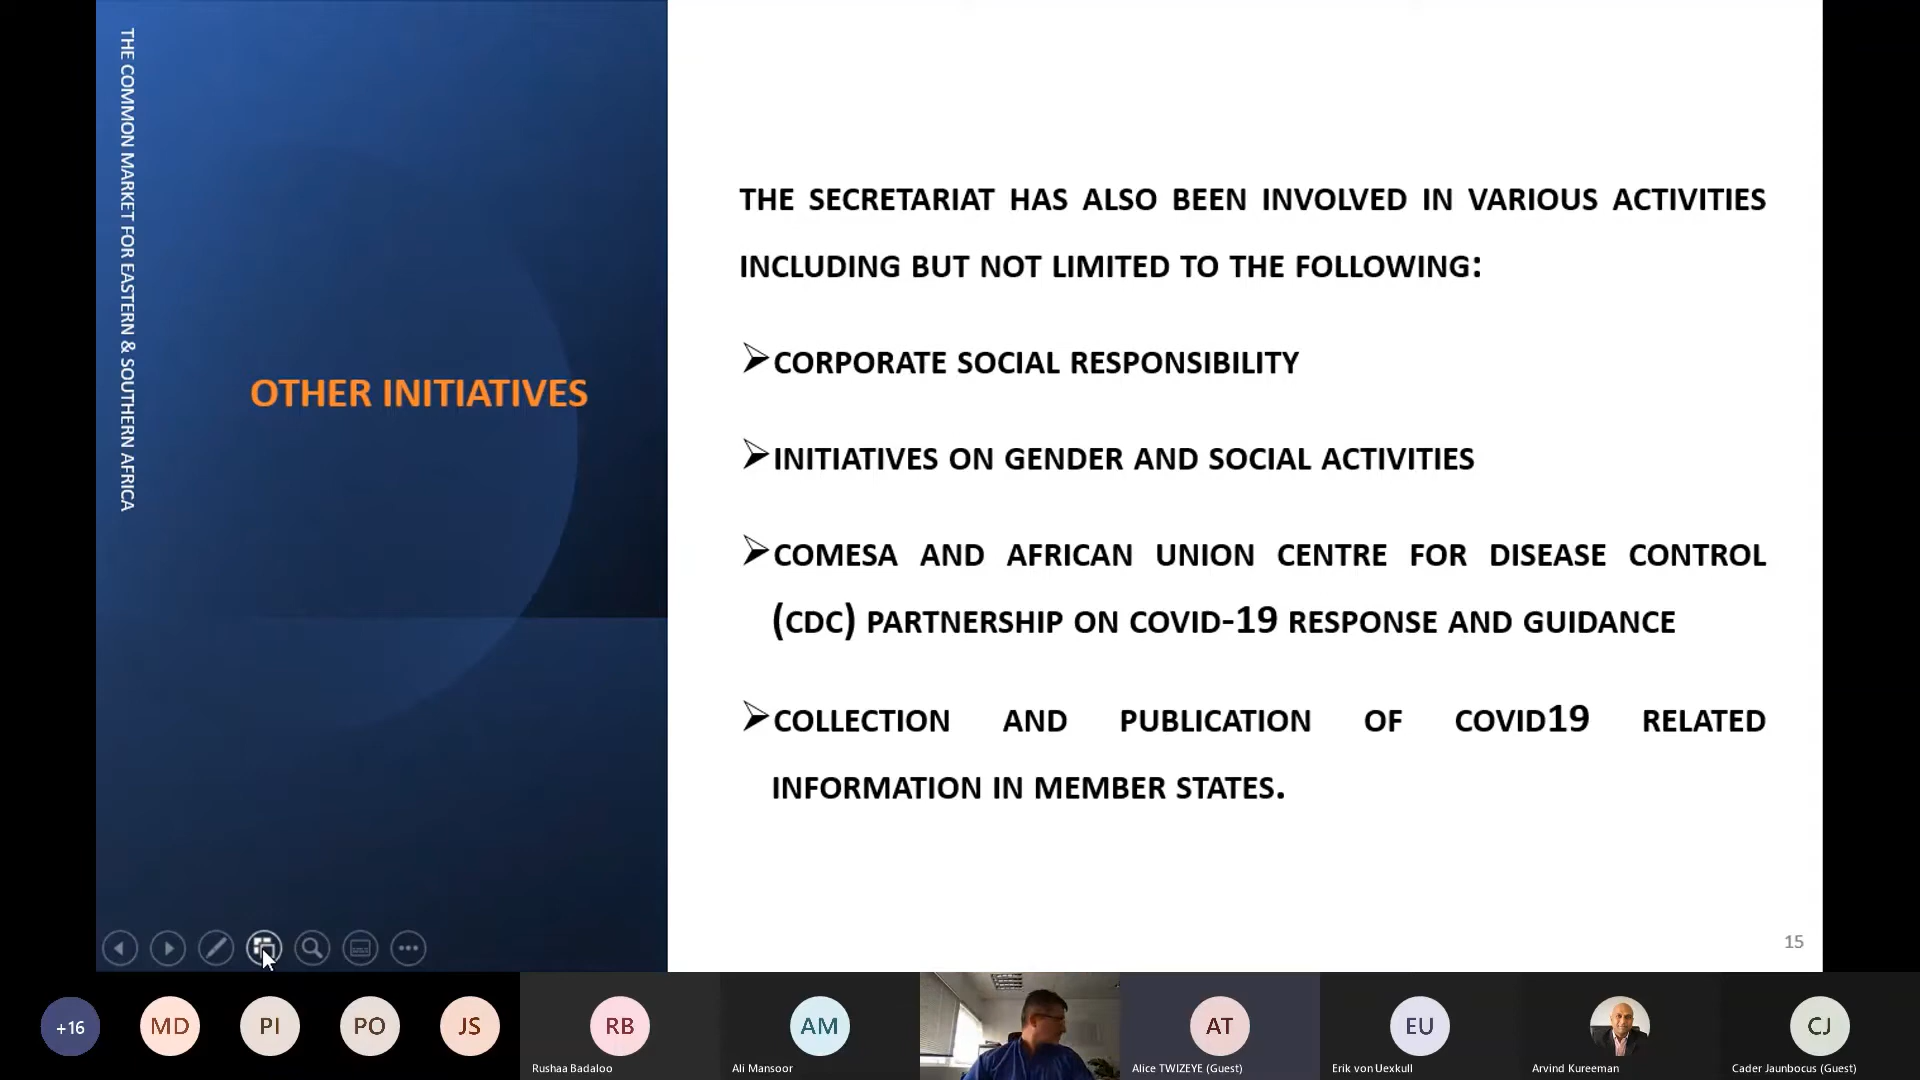 THE COMMON MARKET FOR EASTERN & SOUTHERN AFRICA
OTHER INITIATIVES
THE SECRETARIAT HAS ALSO BEEN INVOLVED IN VARIOUS ACTIVITIES
INCLUDING BUT NOT LIMITED TO THE FOLLOWING:
➢CORPORATE SOCIAL RESPONSIBILITY
➢INITIATIVES ON GENDER AND SOCIAL ACTIVITIES
➢COMESA AND AFRICAN UNION CENTRE FOR DISEASE CONTROL
(CDC) PARTNERSHIP ON COVID-19 RESPONSE AND GUIDANCE
➢COLLECTION AND PUBLICATION OF COVID19 RELATED
INFORMATION IN MEMBER STATES.
15
+16
MD
PI
PO
JS
RB
Rushaa Badaloo
AM
Ali Mansoor
AT
Alice TWIZEYE (Guest)
EU
Erik von Uexkull
Arvind Kureeman
CJ
Cader Jaunbocus (Guest)